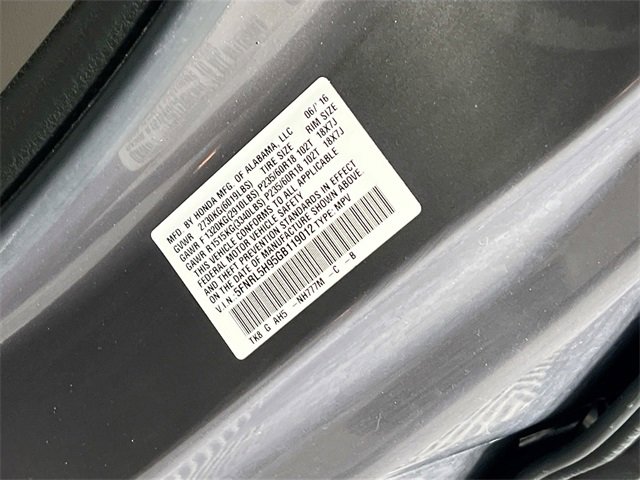 MFD. BY HONDA MFG. OF ALABAMA, LLC 06/16
GVWR 2730KG(6019LBS) TIRE SIZE RIM SIZE
GAWR F 1320KG(2910LBS) P235/60R18 102T 18X7J
GAWR R 1515KG(3340LBS) P235/60R18 102T 18X7J
THIS VEHICLE CONFORMS TO ALL APPLICABLE
FEDERAL MOTOR VEHICLE SAFETY
AND THEFT PREVENTION STANDARDS IN EFFECT
ON THE DATE OF MANUFACTURE SHOWN ABOVE.
V.I.N.:5FNRL5H95GB119012 TYPE:MPV
TK8 G AH5 -NH777M -C -B